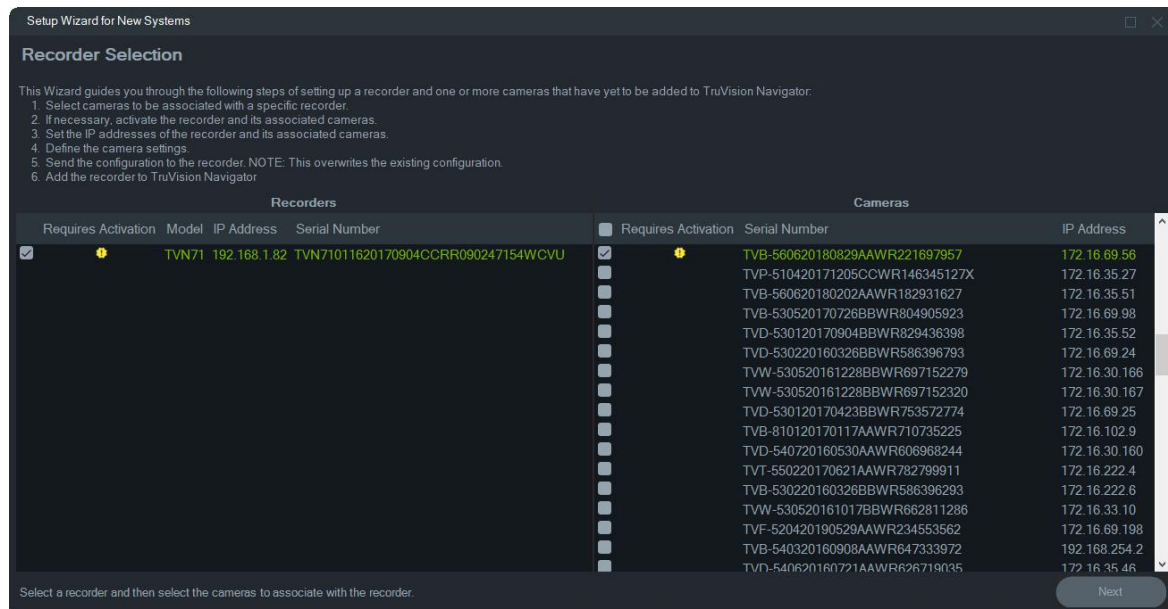 Setup Wizard for New Systems
Recorder Selection
This Wizard guides you through the following steps of setting up a recorder and one or more cameras that have yet to be added to TruVision Navigator:
1. Select cameras to be associated with a specific recorder.
2. If necessary, activate the recorder and its associated cameras.
3. Set the IP addresses of the recorder and its associated cameras.
4. Define the camera settings.
5. Send the configuration to the recorder. NOTE: This overwrites the existing configuration.
6. Add the recorder to TruVision Navigator
Recorders
Requires Activation Model IP Address Serial Number
TVN71 192.168.1.82 TVN71011620170904CCRR090247154WCVU
Cameras
Requires Activation Serial Number IP Address
TVB-560620180829AAWR221697957 172.16.69.56
TVP-510420171205CCWR146345127X 172.16.35.27
TVB-560620180202AAWR182931627 172.16.35.51
TVB-530520170726BBWR804905923 172.16.69.98
TVD-530120170904BBWR829436398 172.16.35.52
TVD-530220160326BBWR586396793 172.16.69.24
TVW-530520161228BBWR697152279 172.16.30.166
TVW-530520161228BBWR697152320 172.16.30.167
TVD-530120170423BBWR753572774 172.16.69.25
TVB-810120170117AAWR710735225 172.16.102.9
TVD-540720160530AAWR606968244 172.16.30.160
TVT-550220170621AAWR782799911 172.16.222.4
TVB-530220160326BBWR586396293 172.16.222.6
TVW-530520161017BBWR662811286 172.16.33.10
TVF-520420190529AAWR234553562 172.16.69.198
TVB-540320160908AAWR647333972 192.168.254.2
TVD-540620160721AAWR626719035 172.16.35.46
Select a recorder and then select the cameras to associate with the recorder.
Next